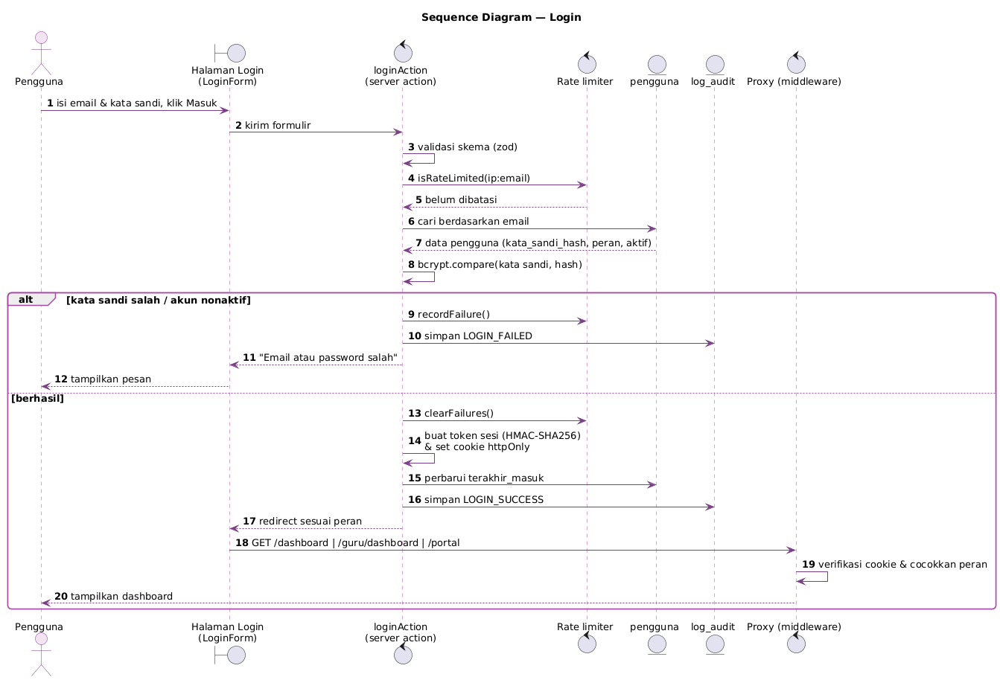 Sequence Diagram — Login
Pengguna
Halaman Login
(LoginForm)
loginAction
(server action)
Rate limiter
pengguna
log_audit
Proxy (middleware)
1 isi email & kata sandi, klik Masuk
2 kirim formulir
3 validasi skema (zod)
4 isRateLimited(ip:email)
5 belum dibatasi
6 cari berdasarkan email
7 data pengguna (kata_sandi_hash, peran, aktif)
8 bcrypt.compare(kata sandi, hash)
alt [kata sandi salah / akun nonaktif]
9 recordFailure()
10 simpan LOGIN_FAILED
11 "Email atau password salah"
12 tampilkan pesan
[berhasil]
13 clearFailures()
14 buat token sesi (HMAC-SHA256)
& set cookie httpOnly
15 perbarui terakhir_masuk
16 simpan LOGIN_SUCCESS
17 redirect sesuai peran
18 GET /dashboard | /guru/dashboard | /portal
19 verifikasi cookie & cocokkan peran
20 tampilkan dashboard
Pengguna
Halaman Login
(LoginForm)
loginAction
(server action)
Rate limiter
pengguna
log_audit
Proxy (middleware)